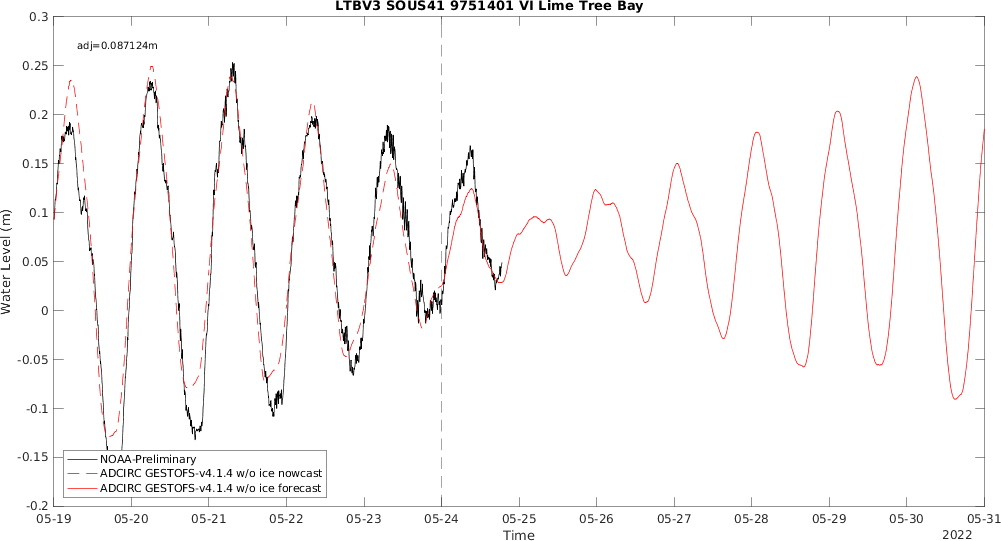 LTBV3 SOUS41 9751401 VI Lime Tree Bay
adj=0.087124m
0.3
0.25
0.2
0.15
0.1
0.05
0
-0.05
-0.1
-0.15
-0.2
Water Level (m)
NOAA-Preliminary
ADCIRC GESTOFS-v4.1.4 w/o ice nowcast
ADCIRC GESTOFS-v4.1.4 w/o ice forecast
05-19 05-20 05-21 05-22 05-23 05-24 05-25 05-26 05-27 05-28 05-29 05-30 05-31
Time
2022